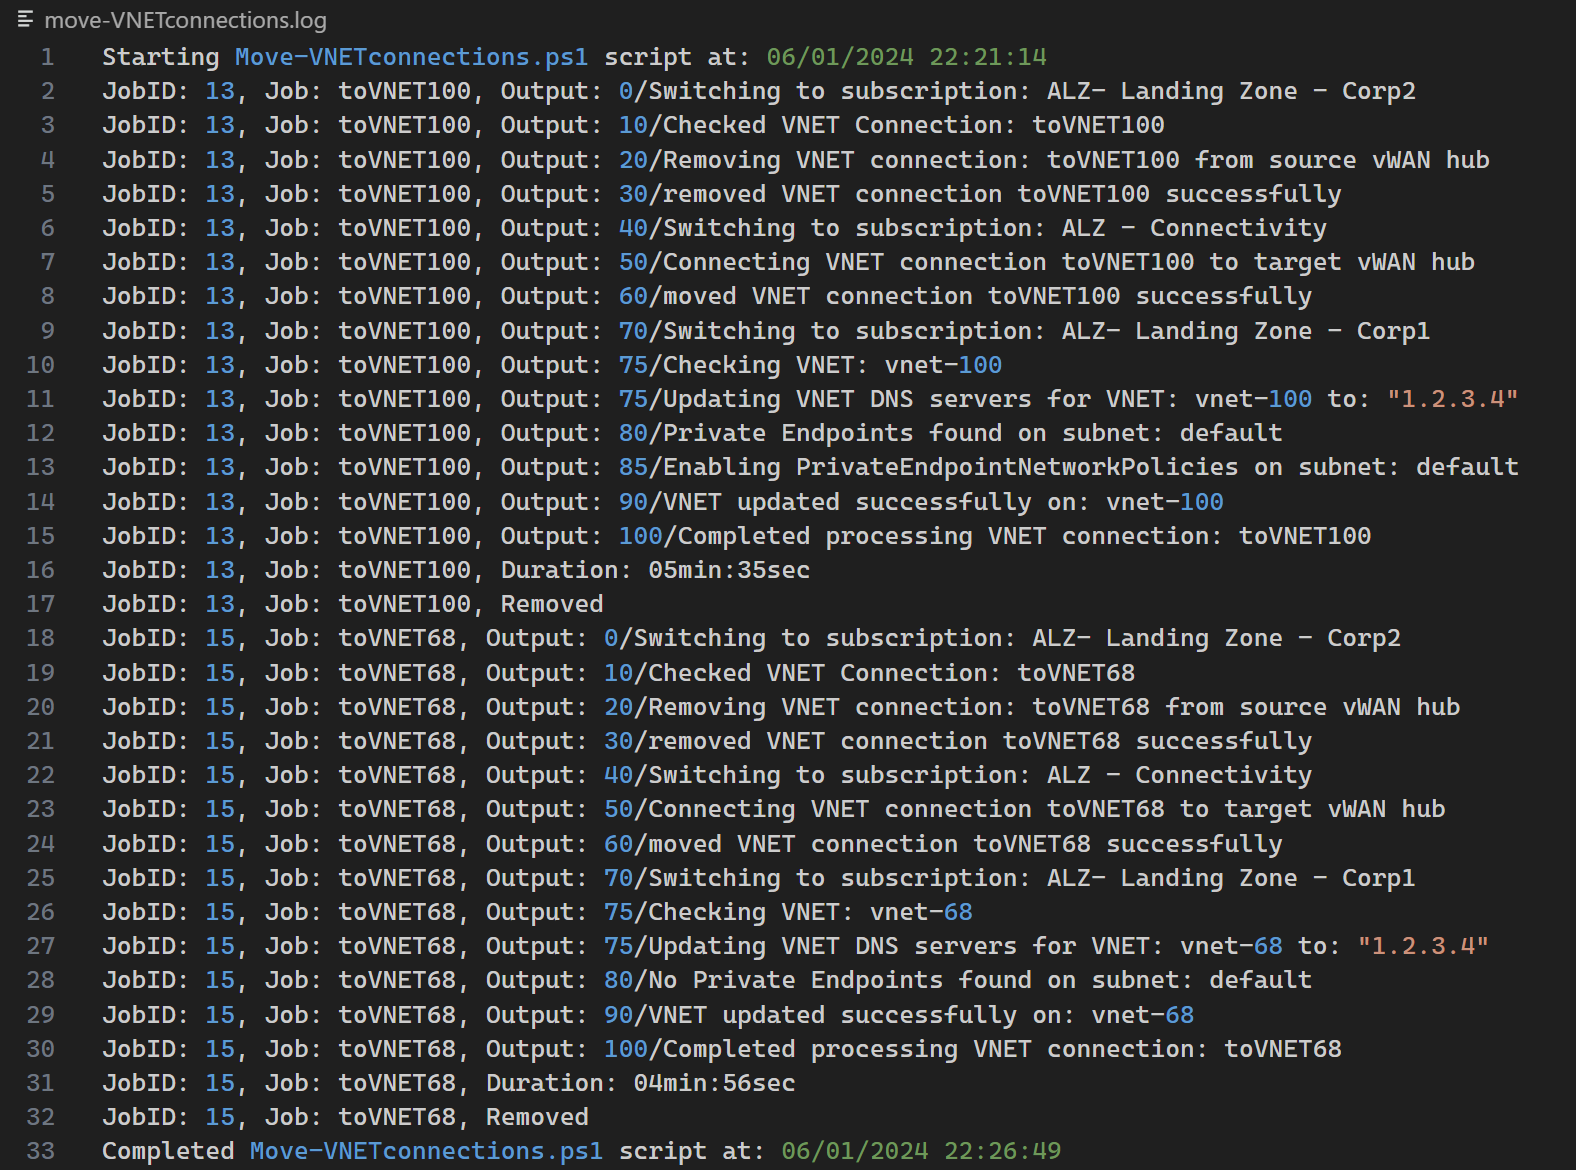 move-VNETconnections.log
1 Starting Move-VNETconnections.ps1 script at: 06/01/2024 22:21:14
2 JobID: 13, Job: toVNET100, Output: 0/Switching to subscription: ALZ- Landing Zone - Corp2
3 JobID: 13, Job: toVNET100, Output: 10/Checked VNET Connection: toVNET100
4 JobID: 13, Job: toVNET100, Output: 20/Removing VNET connection: toVNET100 from source vWAN hub
5 JobID: 13, Job: toVNET100, Output: 30/removed VNET connection toVNET100 successfully
6 JobID: 13, Job: toVNET100, Output: 40/Switching to subscription: ALZ - Connectivity
7 JobID: 13, Job: toVNET100, Output: 50/Connecting VNET connection toVNET100 to target vWAN hub
8 JobID: 13, Job: toVNET100, Output: 60/moved VNET connection toVNET100 successfully
9 JobID: 13, Job: toVNET100, Output: 70/Switching to subscription: ALZ- Landing Zone - Corp1
10 JobID: 13, Job: toVNET100, Output: 75/Checking VNET: vnet-100
11 JobID: 13, Job: toVNET100, Output: 75/Updating VNET DNS servers for VNET: vnet-100 to: "1.2.3.4"
12 JobID: 13, Job: toVNET100, Output: 80/Private Endpoints found on subnet: default
13 JobID: 13, Job: toVNET100, Output: 85/Enabling PrivateEndpointNetworkPolicies on subnet: default
14 JobID: 13, Job: toVNET100, Output: 90/VNET updated successfully on: vnet-100
15 JobID: 13, Job: toVNET100, Output: 100/Completed processing VNET connection: toVNET100
16 JobID: 13, Job: toVNET100, Duration: 05min:35sec
17 JobID: 13, Job: toVNET100, Removed
18 JobID: 15, Job: toVNET68, Output: 0/Switching to subscription: ALZ- Landing Zone - Corp2
19 JobID: 15, Job: toVNET68, Output: 10/Checked VNET Connection: toVNET68
20 JobID: 15, Job: toVNET68, Output: 20/Removing VNET connection: toVNET68 from source vWAN hub
21 JobID: 15, Job: toVNET68, Output: 30/removed VNET connection toVNET68 successfully
22 JobID: 15, Job: toVNET68, Output: 40/Switching to subscription: ALZ - Connectivity
23 JobID: 15, Job: toVNET68, Output: 50/Connecting VNET connection toVNET68 to target vWAN hub
24 JobID: 15, Job: toVNET68, Output: 60/moved VNET connection toVNET68 successfully
25 JobID: 15, Job: toVNET68, Output: 70/Switching to subscription: ALZ- Landing Zone - Corp1
26 JobID: 15, Job: toVNET68, Output: 75/Checking VNET: vnet-68
27 JobID: 15, Job: toVNET68, Output: 75/Updating VNET DNS servers for VNET: vnet-68 to: "1.2.3.4"
28 JobID: 15, Job: toVNET68, Output: 80/No Private Endpoints found on subnet: default
29 JobID: 15, Job: toVNET68, Output: 90/VNET updated successfully on: vnet-68
30 JobID: 15, Job: toVNET68, Output: 100/Completed processing VNET connection: toVNET68
31 JobID: 15, Job: toVNET68, Duration: 04min:56sec
32 JobID: 15, Job: toVNET68, Removed
33 Completed Move-VNETconnections.ps1 script at: 06/01/2024 22:26:49